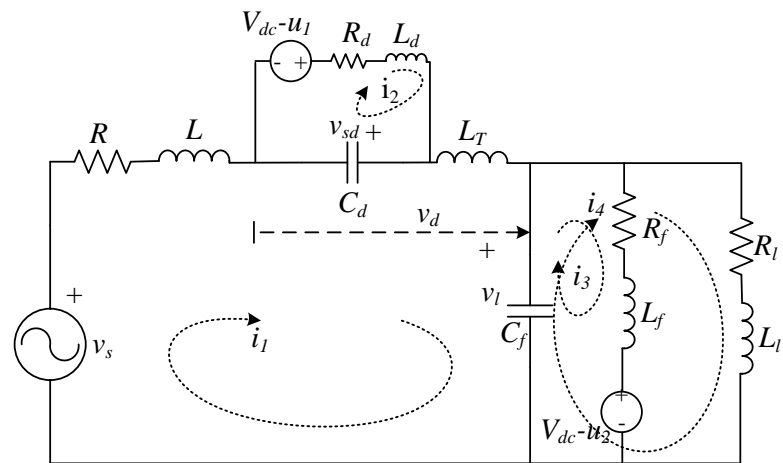 V_dc-u_1
R_d
L_d
- +
i_2
R
L
v_sd +
L_T
C_d
v_d
+
i_4
R_f
R_l
+
v_s
i_1
v_l
C_f
i_3
L_f
L_l
+
-
V_dc-u_2